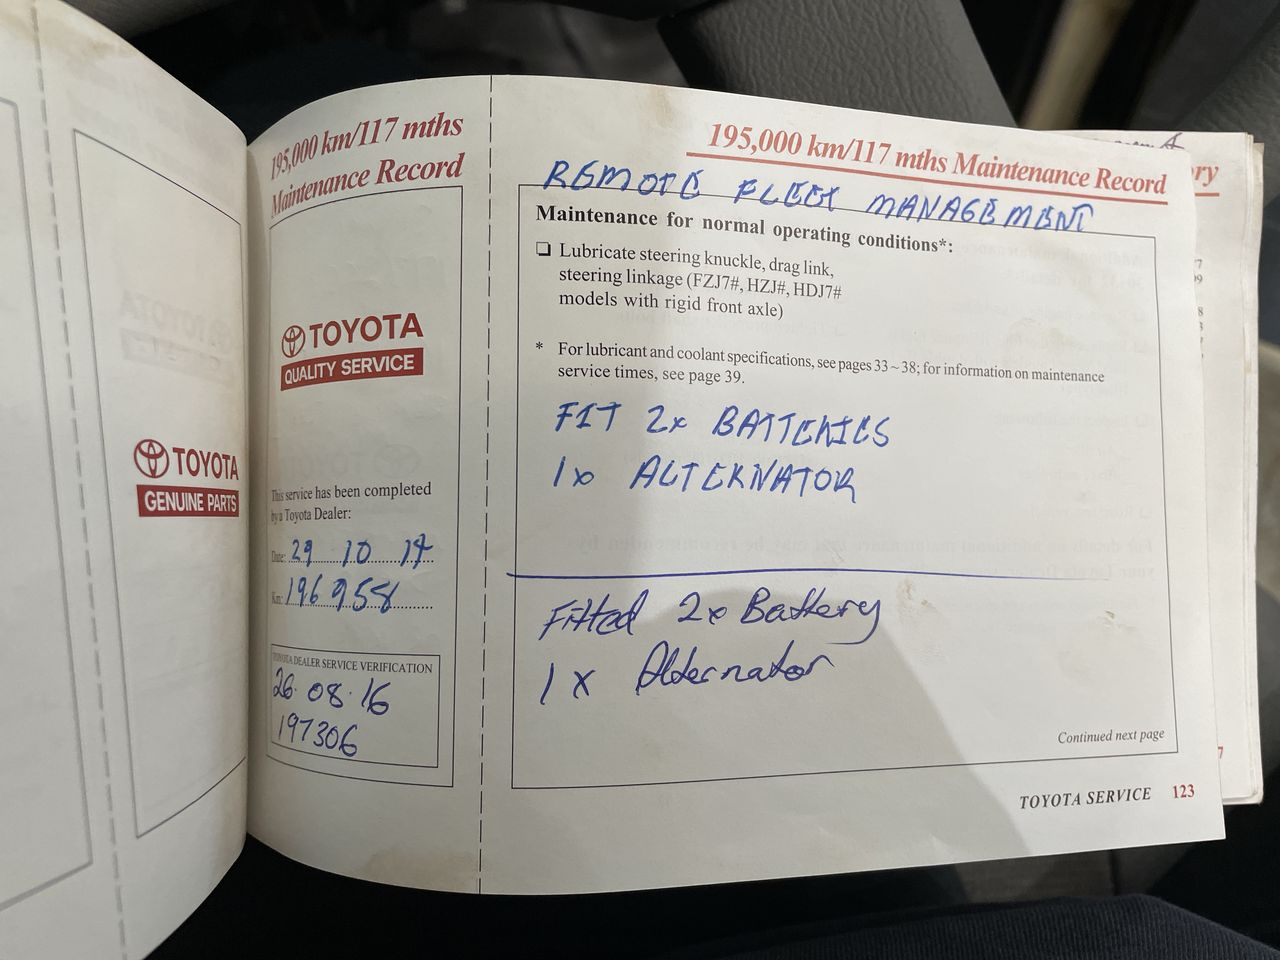 TOYOTA
GENUINE PARTS
195,000 km/117 mths
Maintenance Record
TOYOTA
QUALITY SERVICE
This service has been completed
by a Toyota Dealer:
Date: 29 10 14
Km: 196 958
TOYOTA DEALER SERVICE VERIFICATION
26.08.16
197306
195,000 km/117 mths Maintenance Record
REMOTE FLEET MANAGEMENT
Maintenance for normal operating conditions*:
❑ Lubricate steering knuckle, drag link,
steering linkage (FZJ7#, HZJ#, HDJ7#
models with rigid front axle)
* For lubricant and coolant specifications, see pages 33~38; for information on maintenance
service times, see page 39.
FIT 2x BATTERIES
1x ALTERNATOR
Fitted 2x Battery
1 x Alternator
Continued next page
TOYOTA SERVICE 123